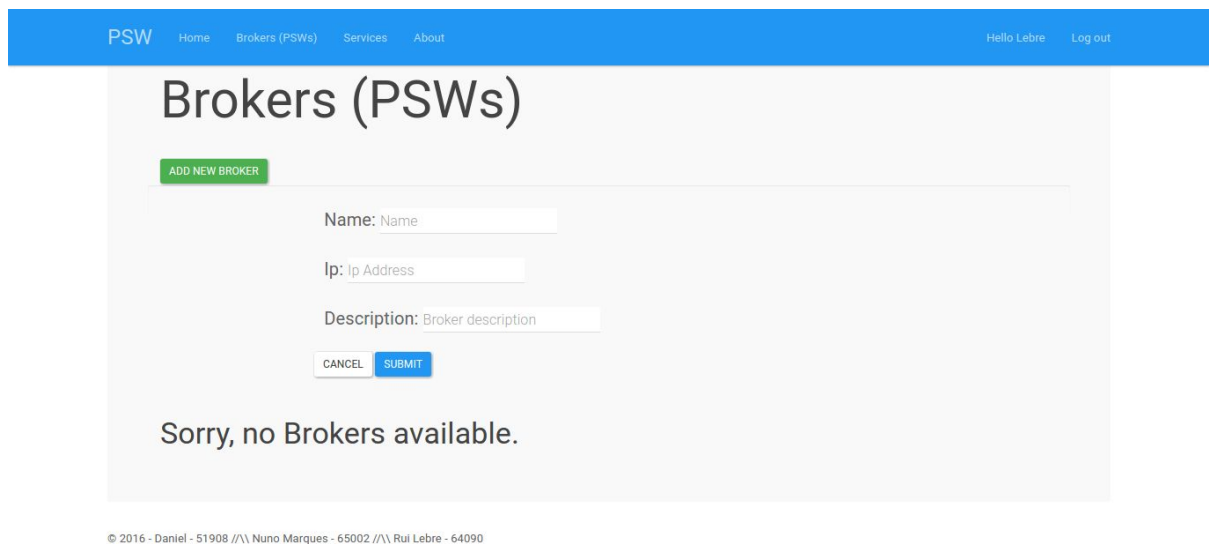 PSW Home Brokers (PSWs) Services About Hello Lebre Log out
Brokers (PSWs)
ADD NEW BROKER
Name: Name
Ip: Ip Address
Description: Broker description
CANCEL SUBMIT
Sorry, no Brokers available.
© 2016 - Daniel - 51908 //\\ Nuno Marques - 65002 //\\ Rui Lebre - 64090